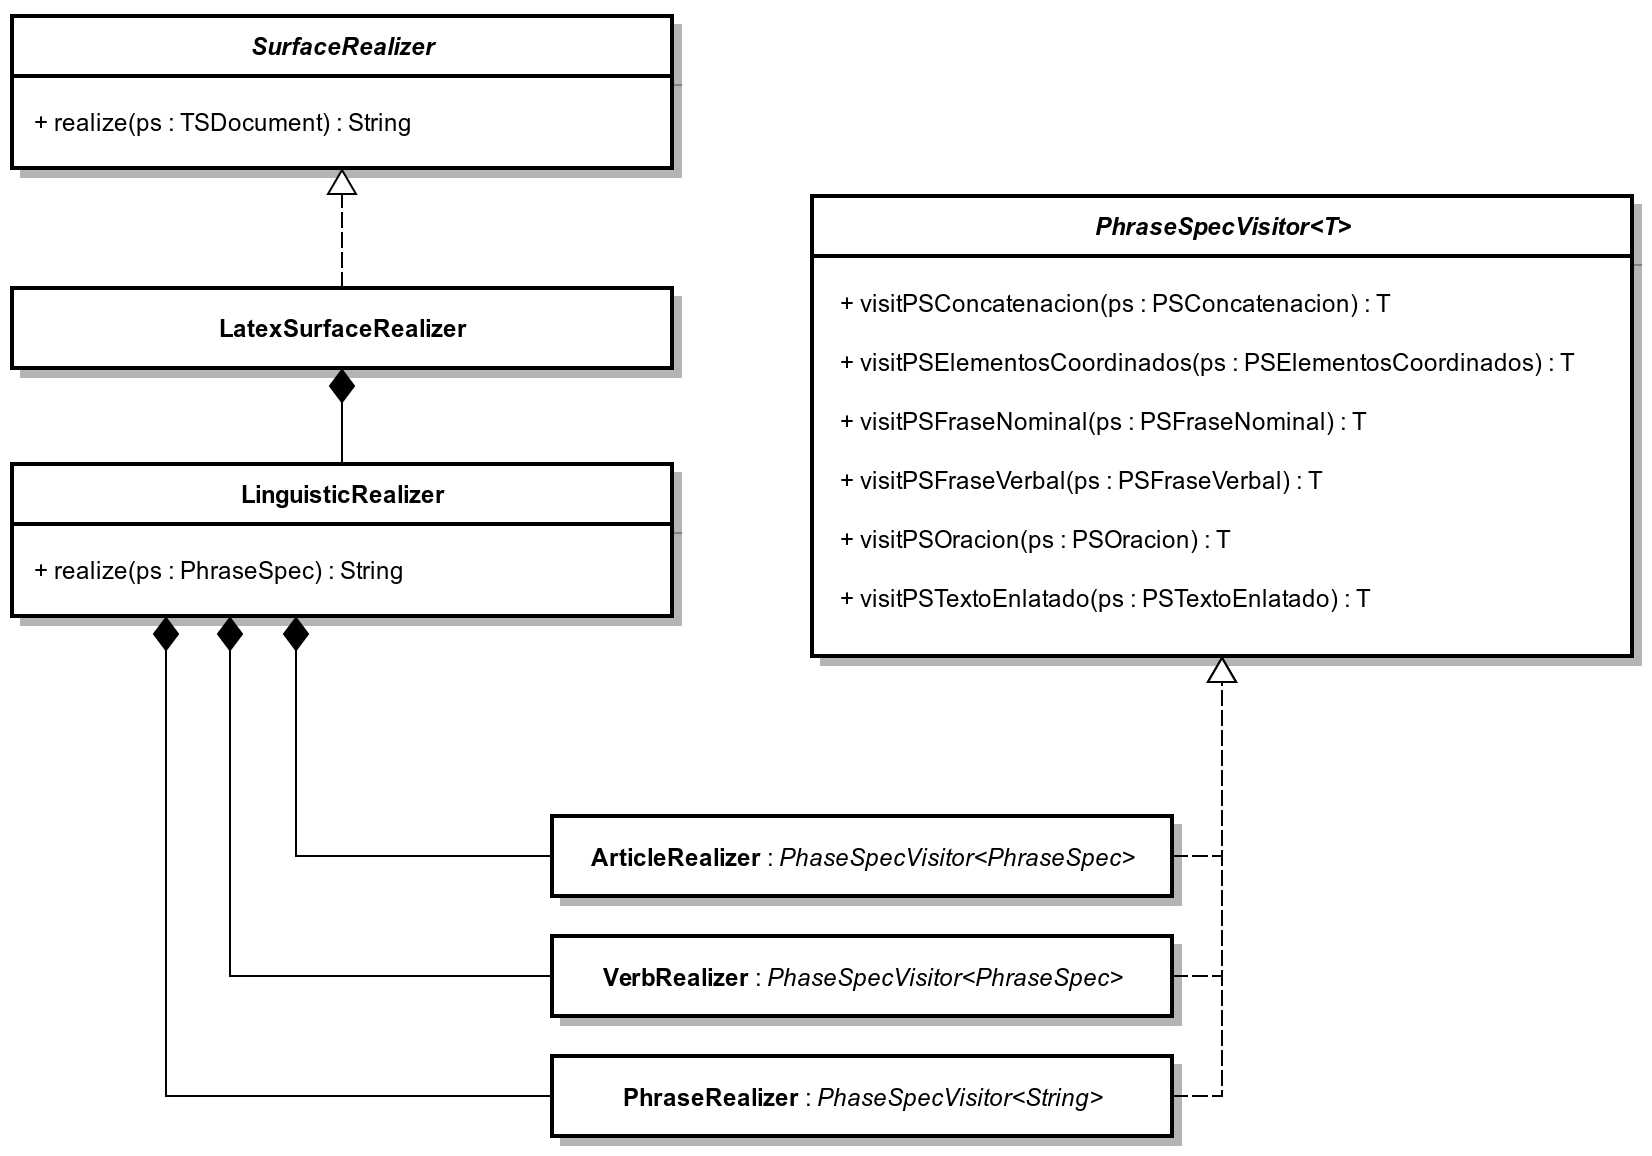 SurfaceRealizer
+ realize(ps : TSDocument) : String
LatexSurfaceRealizer
LinguisticRealizer
+ realize(ps : PhraseSpec) : String
PhraseSpecVisitor<T>
+ visitPSConcatenacion(ps : PSConcatenacion) : T
+ visitPSElementosCoordinados(ps : PSElementosCoordinados) : T
+ visitPSFraseNominal(ps : PSFraseNominal) : T
+ visitPSFraseVerbal(ps : PSFraseVerbal) : T
+ visitPSOracion(ps : PSOracion) : T
+ visitPSTextoEnlatado(ps : PSTextoEnlatado) : T
ArticleRealizer : PhaseSpecVisitor<PhraseSpec>
VerbRealizer : PhaseSpecVisitor<PhraseSpec>
PhraseRealizer : PhaseSpecVisitor<String>